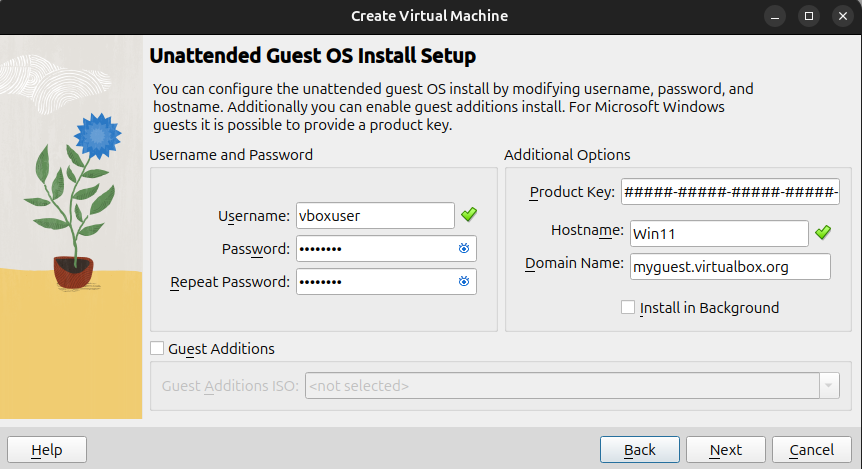 Create Virtual Machine
Unattended Guest OS Install Setup
You can configure the unattended guest OS install by modifying username, password, and
hostname. Additionally you can enable guest additions install. For Microsoft Windows
guests it is possible to provide a product key.
Username and Password
Username: vboxuser
Password: ••••••••
Repeat Password: ••••••••
Additional Options
Product Key: #####-#####-#####-#####-
Hostname: Win11
Domain Name: myguest.virtualbox.org
Install in Background
Guest Additions
Guest Additions ISO: <not selected>
Help
Back
Next
Cancel